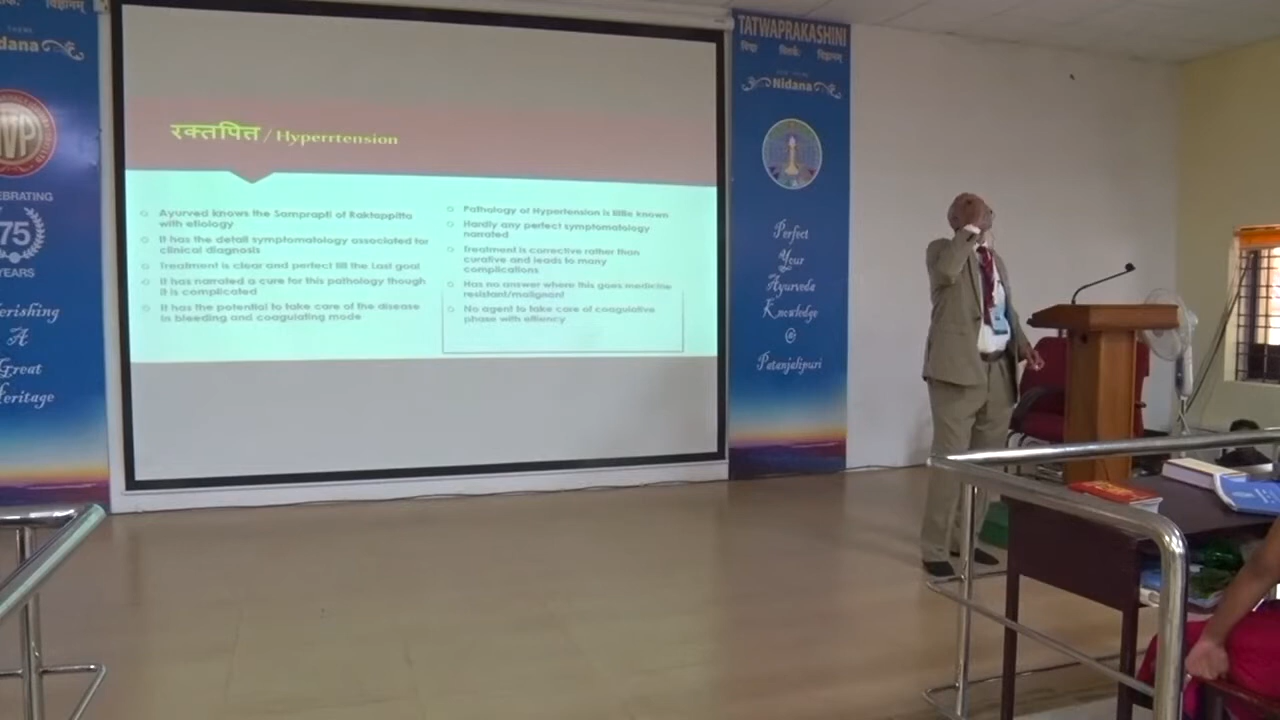 dana
EBRATING
75
YEARS
erishing
A
Great
eritage
रक्तपित्त / Hyperrtension
Ayurved knows the Samprapti of Raktappitta
with etiology
It has the detail symptomatology associated for
clinical diagnosis
Treatment is clear and perfect till the Last goal
It has narrated a cure for this pathology though
it is complicated
It has the potential to take care of the disease
in bleeding and coagulating mode
Pathology of Hypertension is little known
Hardly any perfect symptomatology
narrated
Treatment is corrective rather than
curative and leads to many
complications
Has no answer where this goes medicine
resistant/malignant
No agent to take care of coagulative
phase with effiency
TATWAPRAKASHINI
Nidana
Perfect
Your
Ayurveda
Knowledge
@
Patanjalipuri